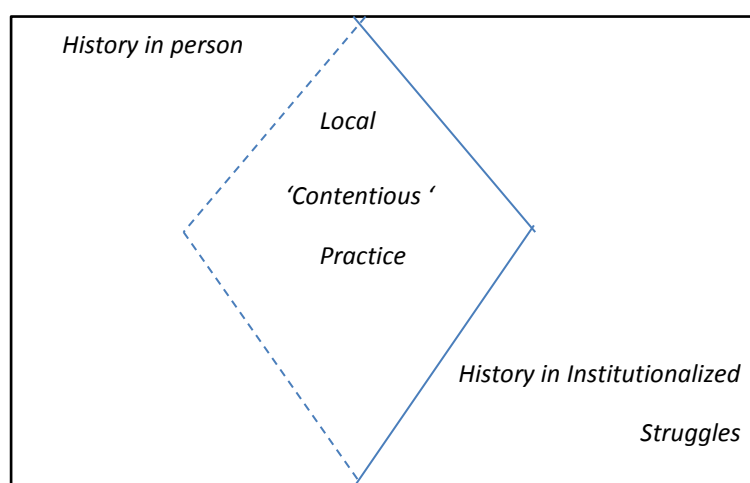 History in person
Local
‘Contentious ‘
Practice
History in Institutionalized
Struggles